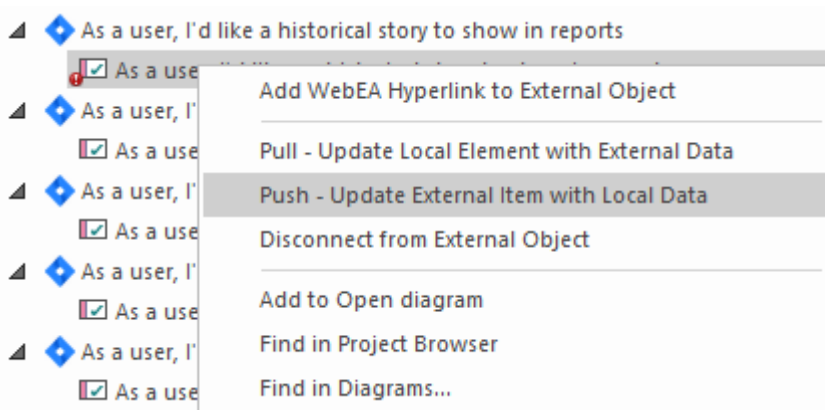 As a user, I'd like a historical story to show in reports
As a use
Add WebEA Hyperlink to External Object
As a user, I'
Pull - Update Local Element with External Data
As a use
Push - Update External Item with Local Data
As a user, I'
As a use
Disconnect from External Object
As a user, I'
Add to Open diagram
As a use
Find in Project Browser
As a user, I'
Find in Diagrams...
As a use